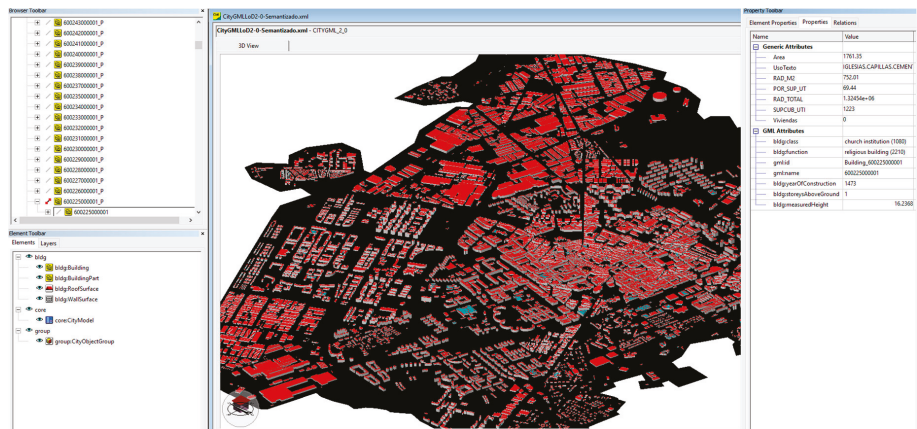 Browser Toolbar
600243000001_P
600242000001_P
600241000001_P
600240000001_P
600239000001_P
600238000001_P
600237000001_P
600235000001_P
600234000001_P
600233000001_P
600232000001_P
600231000001_P
600230000001_P
600229000001_P
600228000001_P
600227000001_P
600226000001_P
600225000001_P
600225000001
Element Toolbar
Elements Layers
bldg
bldg:Building
bldg:BuildingPart
bldg:RoofSurface
bldg:WallSurface
core
core:CityModel
group
group:CityObjectGroup
CityGMLLoD2-0-Semantizado.xml
CityGMLLoD2-0-Semantizado.xml - CITYGML_2_0
3D View
Property Toolbar
Element Properties Properties Relations
Name Value
Generic Attributes
Area 1761.35
UsoTexto IGLESIAS.CAPILLAS.CEMENT
RAD_M2 752.01
POR_SUP_UT 69.44
RAD_TOTAL 1.32454e+06
SUPCUB_UTI 1223
Viviendas 0
GML Attributes
bldg:class church institution (1080)
bldg:function religious building (2210)
gml:id Building_600225000001
gml:name 600225000001
bldg:yearOfConstruction 1473
bldg:storeysAboveGround 1
bldg:measuredHeight 16.2368